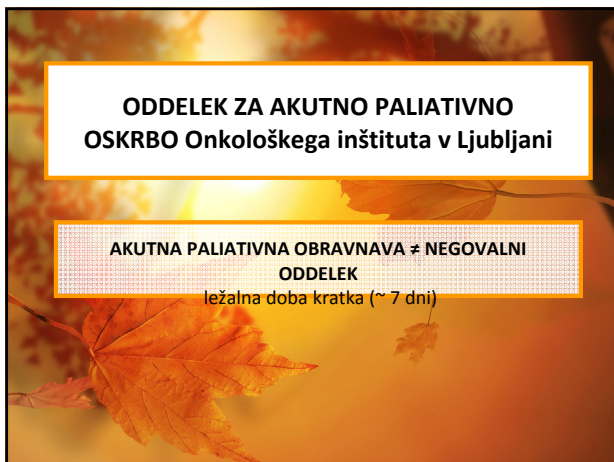 ODDELEK ZA AKUTNO PALIATIVNO
OSKRBO Onkološkega inštituta v Ljubljani
AKUTNA PALIATIVNA OBRAVNAVA ≠ NEGOVALNI
ODDELEK
ležalna doba kratka (~ 7 dni)